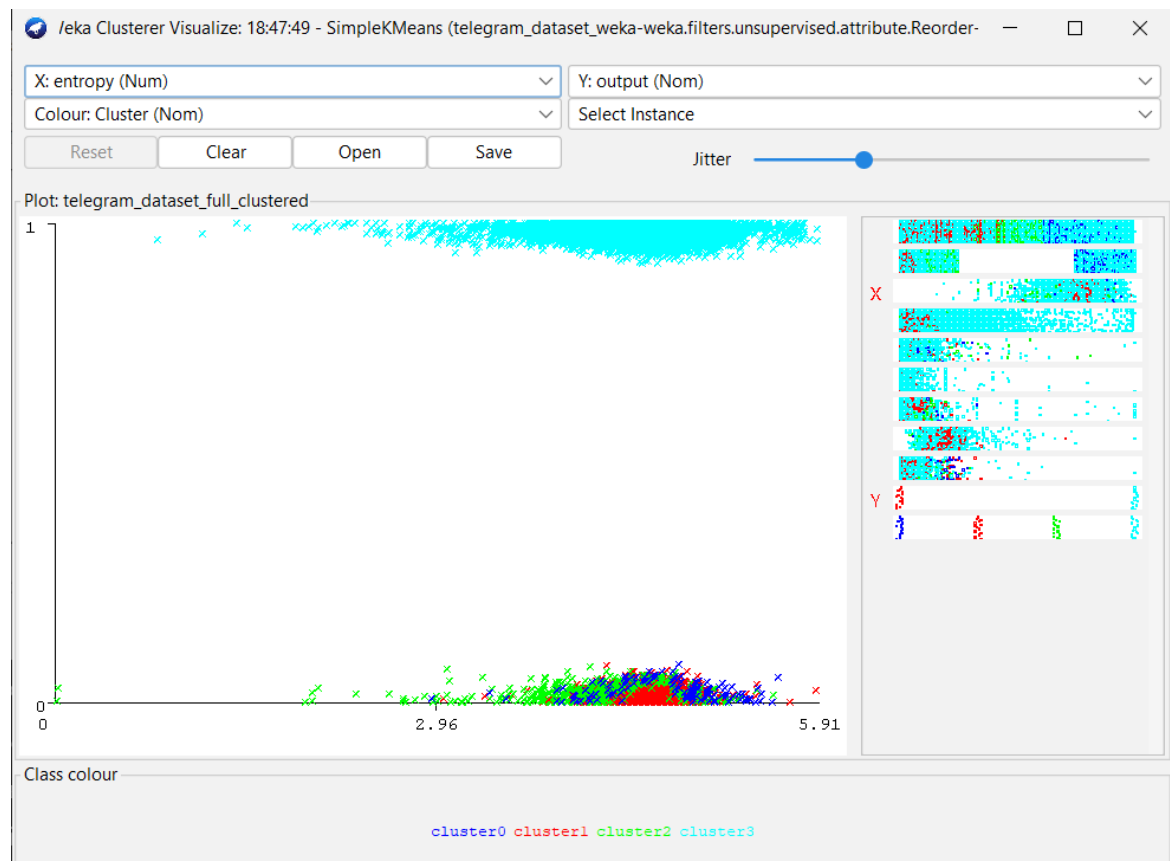 /eka Clusterer Visualize: 18:47:49 - SimpleKMeans (telegram_dataset_weka-weka.filters.unsupervised.attribute.Reorder-
X: entropy (Num)
Y: output (Nom)
Colour: Cluster (Nom)
Select Instance
Reset
Clear
Open
Save
Jitter
Plot: telegram_dataset_full_clustered
1
0
0
2.96
5.91
X
Y
Class colour
cluster0 cluster1 cluster2 cluster3